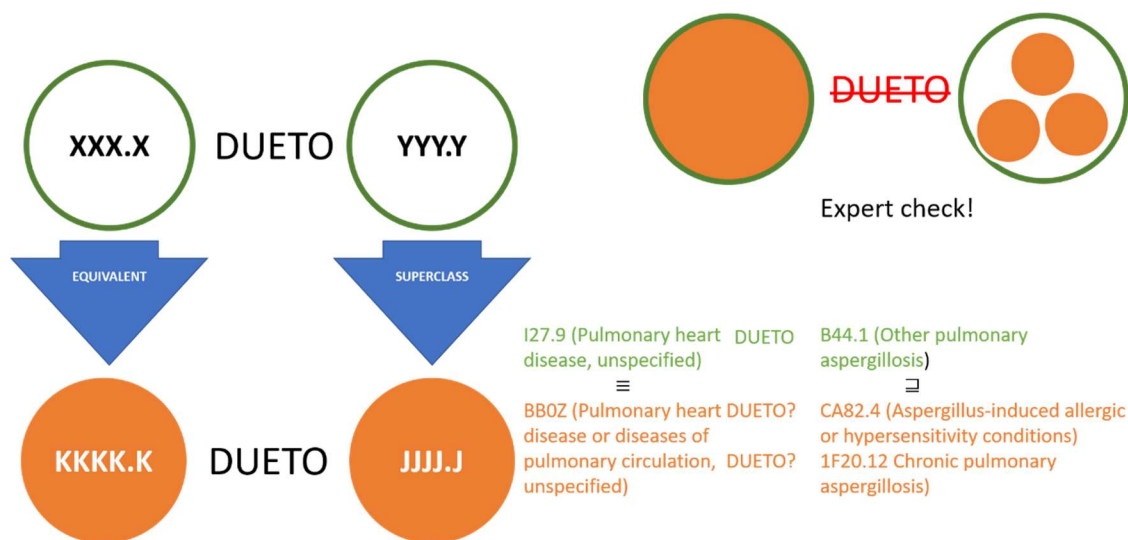 XXX.X DUETO YYY.Y
DUETO
Expert check!
EQUIVALENT SUPERCLASS
I27.9 (Pulmonary heart DUETO
disease, unspecified)
≡
B44.1 (Other pulmonary
aspergillosis)
⊒
BB0Z (Pulmonary heart DUETO?
disease or diseases of
pulmonary circulation, DUETO?
unspecified)
CA82.4 (Aspergillus-induced allergic
or hypersensitivity conditions)
1F20.12 Chronic pulmonary
aspergillosis)
KKKK.K DUETO JJJJ.J